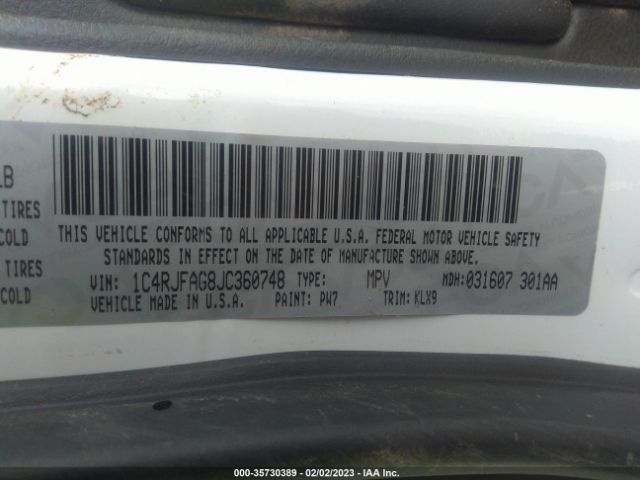 LB
TIRES
COLD
TIRES
COLD
THIS VEHICLE CONFORMS TO ALL APPLICABLE U.S.A. FEDERAL MOTOR VEHICLE SAFETY
STANDARDS IN EFFECT ON THE DATE OF MANUFACTURE SHOWN ABOVE.
VIN: 1C4RJFAG8JC360748 TYPE: MPV MDH:031607 301AA
VEHICLE MADE IN U.S.A. PAINT: PW7 TRIM: KLX9
000-35730389 - 02/02/2023 - IAA Inc.